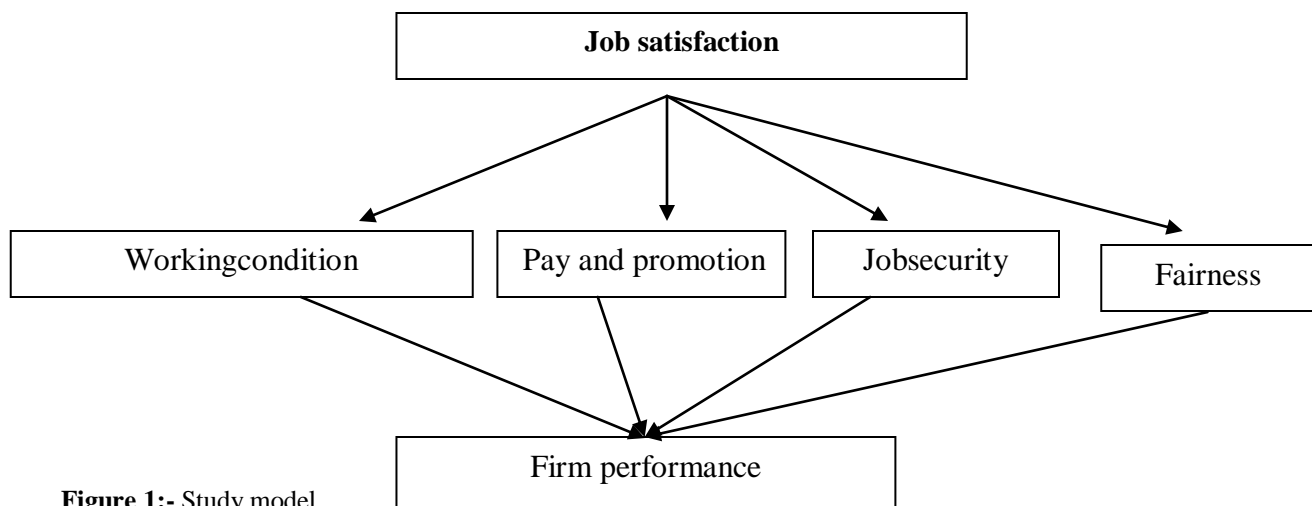 Job satisfaction
Workingcondition
Pay and promotion
Jobsecurity
Fairness
Firm performance
Figure 1:- Study model